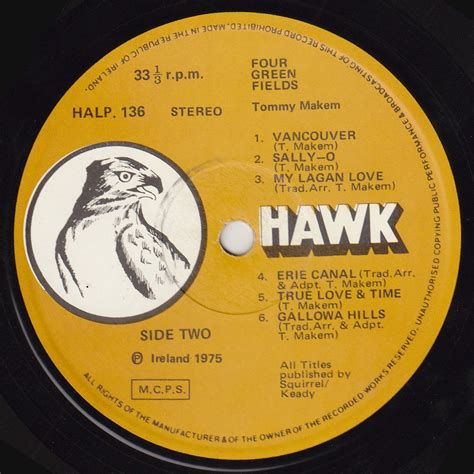 MADE IN THE REPUBLIC OF IRELAND. ALL RIGHTS OF THE MANUFACTURER & OF THE OWNER OF THE RECORDED WORKS RESERVED, UNAUTHORISED COPYING PUBLIC PERFORMANCE & BROADCASTING OF THIS RECORD PROHIBITED.
33 1/3 r.p.m.
HALP. 136 STEREO
FOUR
GREEN
FIELDS
Tommy Makem
1. VANCOUVER
(T. Makem)
2. SALLY—O
(T. Makem)
3. MY LAGAN LOVE
(Trad.Arr. T. Makem)
HAWK
4. ERIE CANAL (Trad.Arr.
& Adpt. T. Makem)
5. TRUE LOVE & TIME
(T. Makem)
6. GALLOWA HILLS
(Trad.Arr. & Adpt.
T. Makem)
SIDE TWO
Ⓟ Ireland 1975
M.C.P.S.
All Titles
published by
Squirrel/
Keady